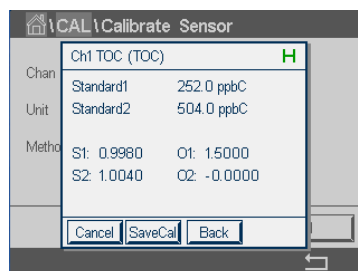 \CAL\Calibrate Sensor
Ch1 TOC (TOC) H
Chan
Standard1 252.0 ppbC
Unit Standard2 504.0 ppbC
Metho
S1: 0.9980 O1: 1.5000
S2: 1.0040 O2: -0.0000
Cancel SaveCal Back